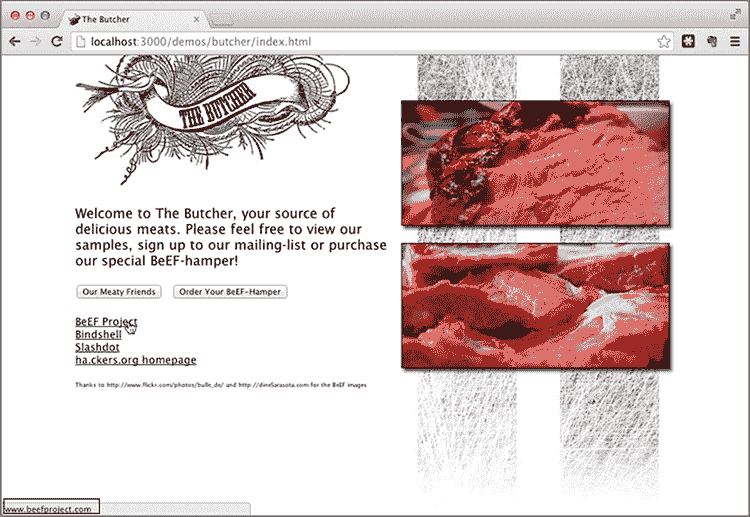 The Butcher
localhost:3000/demos/butcher/index.html
THE BUTCHER
Welcome to The Butcher, your source of
delicious meats. Please feel free to view our
samples, sign up to our mailing-list or purchase
our special BeEF-hamper!
Our Meaty Friends Order Your BeEF-Hamper
BeEF Project
Bindshell
Slashdot
ha.ckers.org homepage
Thanks to http://www.flickr.com/photos/bulle_de/ and http://dineSarasota.com for the BeEF images
www.beefproject.com